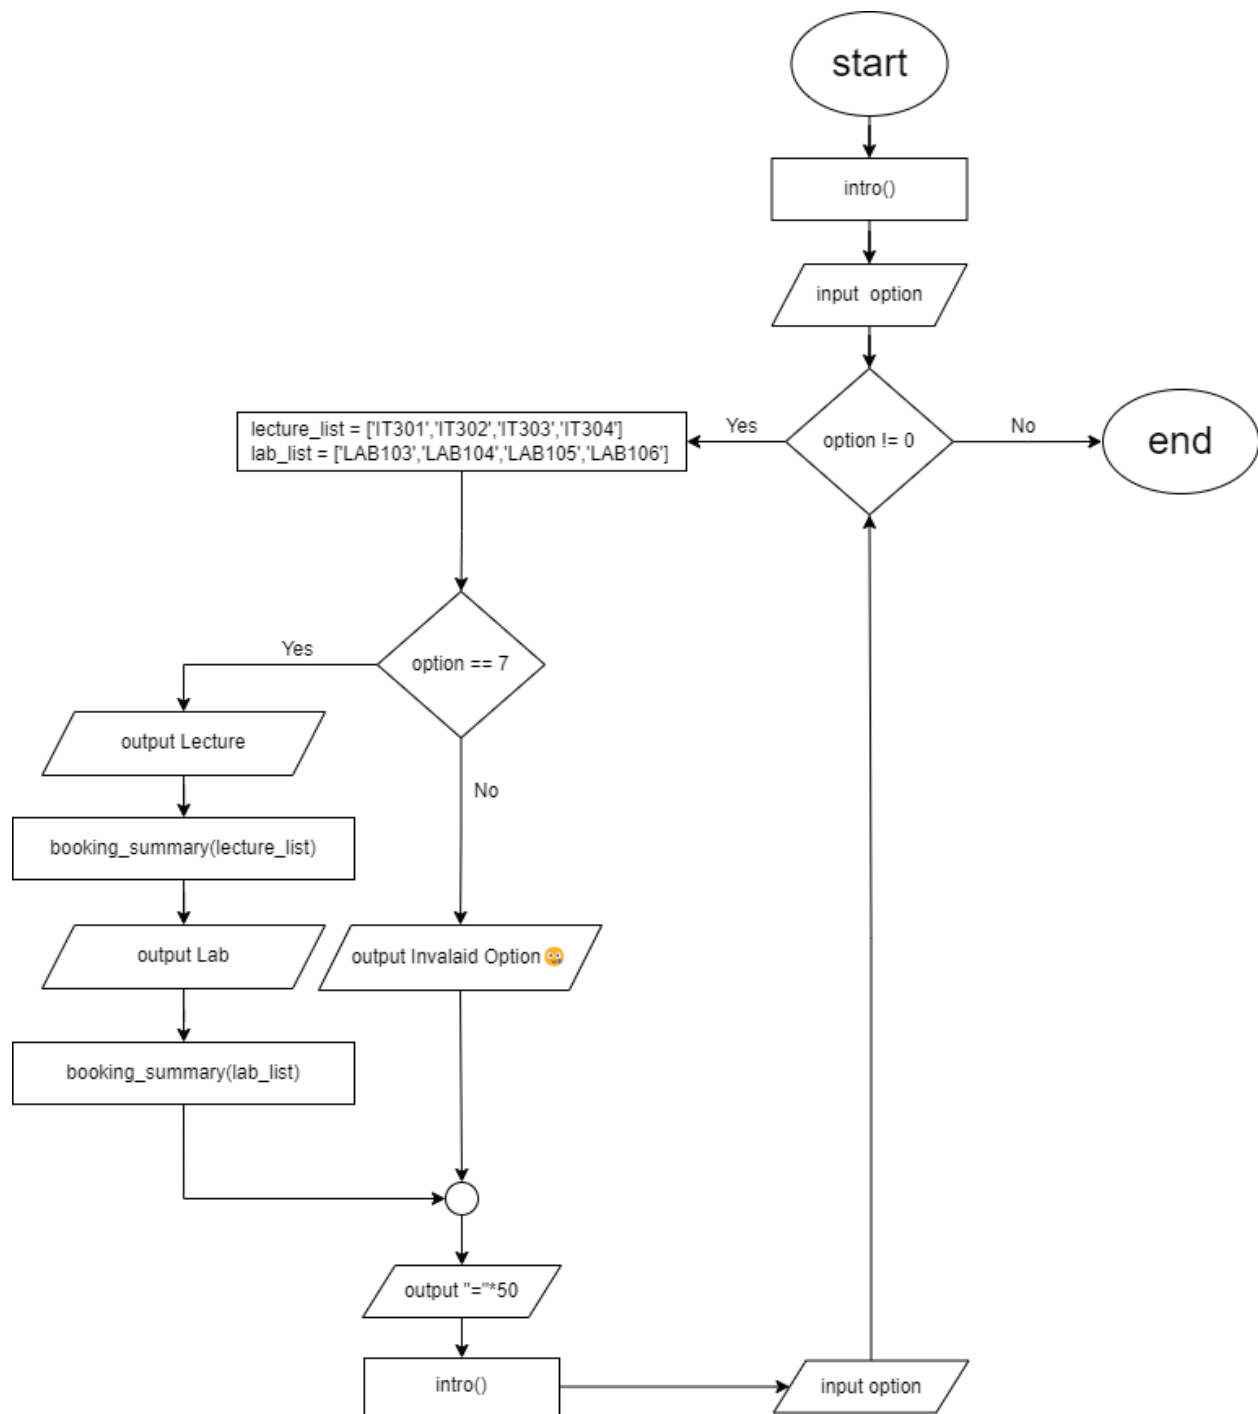 start
intro()
input  option
option != 0
Yes
No
end
lecture_list = ['IT301','IT302','IT303','IT304']
lab_list = ['LAB103','LAB104','LAB105','LAB106']
option == 7
Yes
No
output Lecture
booking_summary(lecture_list)
output Lab
output Invalaid Option
booking_summary(lab_list)
output "="*50
intro()
input option